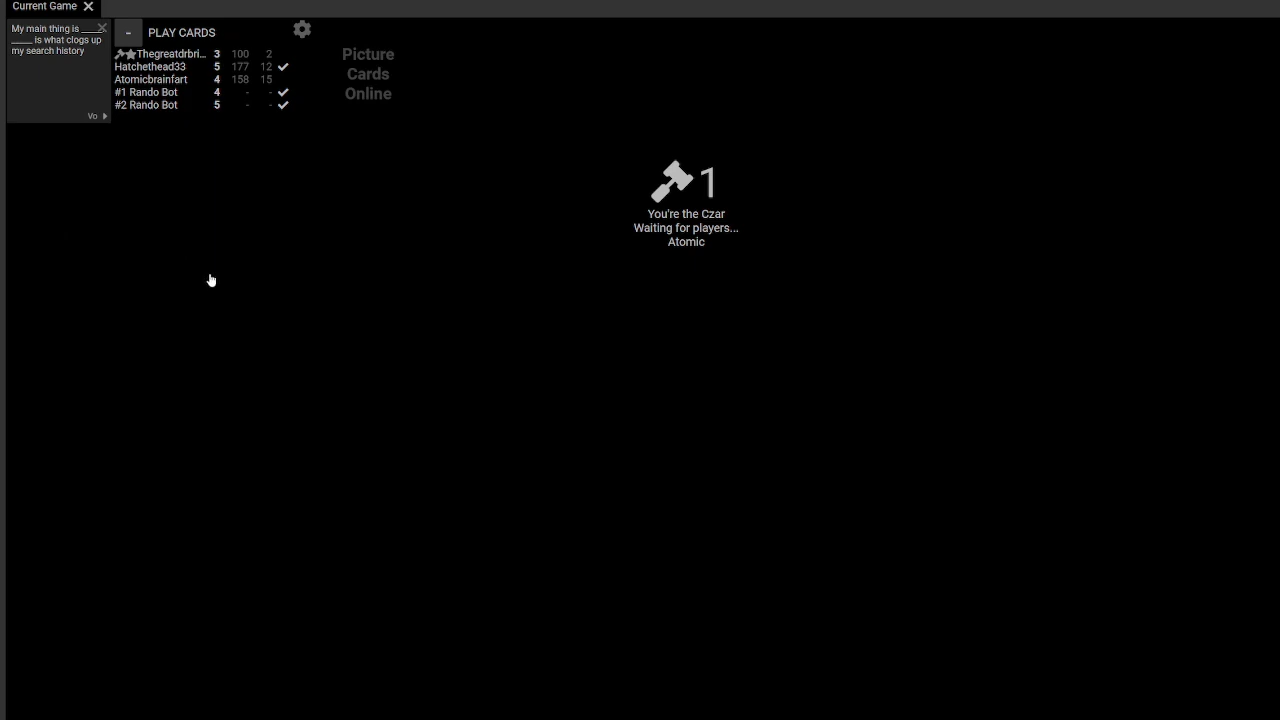 Current Game
My main thing is _____
_____ is what clogs up
my search history
Vo
- PLAY CARDS
Thegreatdrbri... 3 100 2
Hatchethead33 5 177 12
Atomicbrainfart 4 158 15
#1 Rando Bot 4 - -
#2 Rando Bot 5 - -
Picture
Cards
Online
1
You're the Czar
Waiting for players...
Atomic